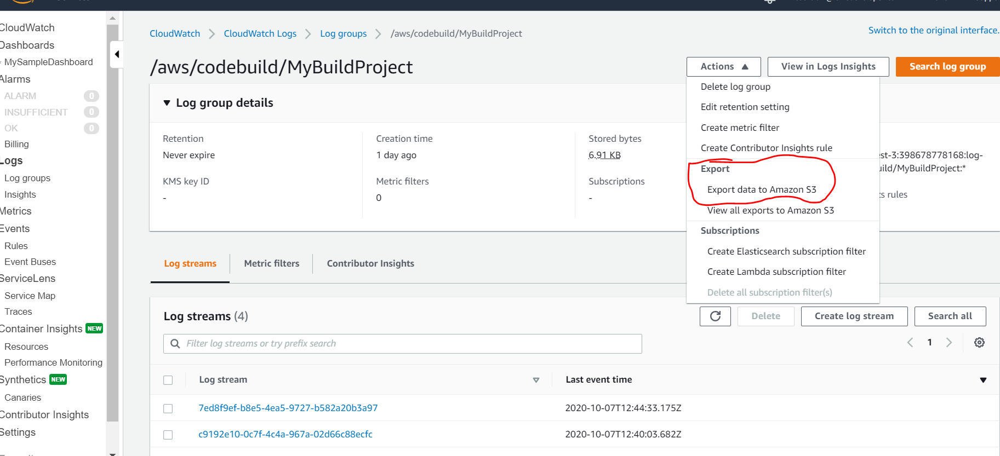 CloudWatch
Dashboards
MySampleDashboard
Alarms
ALARM 0
INSUFFICIENT 0
OK 0
Billing
Logs
Log groups
Insights
Metrics
Events
Rules
Event Buses
ServiceLens
Service Map
Traces
Container Insights NEW
Resources
Performance Monitoring
Synthetics NEW
Canaries
Contributor Insights
Settings
CloudWatch > CloudWatch Logs > Log groups > /aws/codebuild/MyBuildProject
Switch to the original interface.
/aws/codebuild/MyBuildProject
Actions
View in Logs Insights
Search log group
Delete log group
Edit retention setting
Create metric filter
Create Contributor Insights rule
Export
Export data to Amazon S3
View all exports to Amazon S3
Subscriptions
Create Elasticsearch subscription filter
Create Lambda subscription filter
Delete all subscription filter(s)
Log group details
Retention
Never expire
KMS key ID
-
Creation time
1 day ago
Metric filters
0
Stored bytes
6.91 KB
Subscriptions
-
est-3:398678778168:log-
ild/MyBuildProject:*
ts rules
Log streams
Metric filters
Contributor Insights
Log streams (4)
Delete
Create log stream
Search all
Filter log streams or try prefix search
1
Log stream
Last event time
7ed8f9ef-b8e5-4ea5-9727-b582a20b3a97
2020-10-07T12:44:33.175Z
c9192e10-0c7f-4c4a-967a-02d66c88ecfc
2020-10-07T12:40:03.682Z